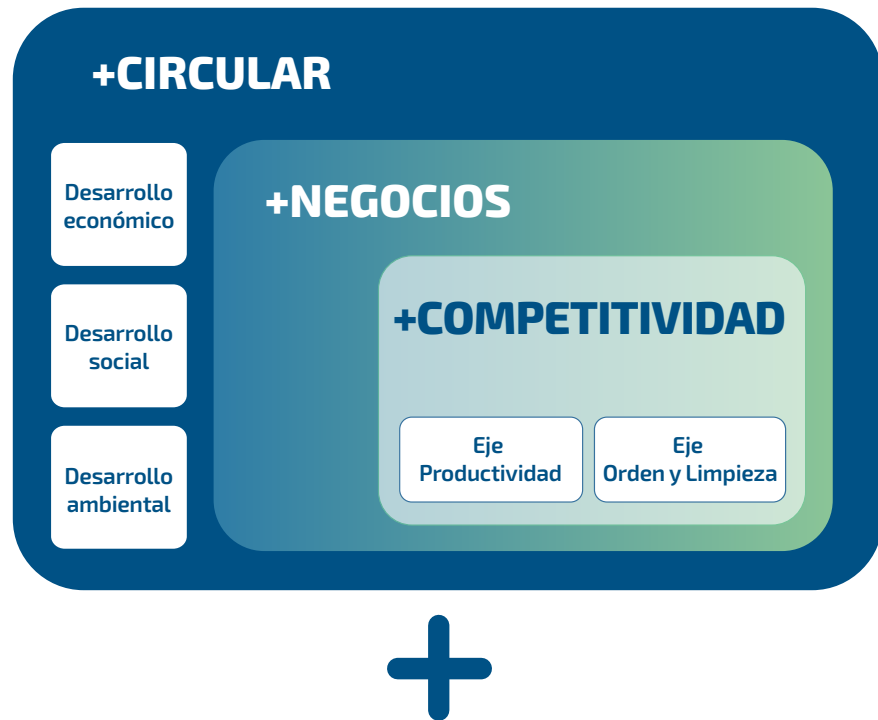 +CIRCULAR
Desarrollo
económico
Desarrollo
social
Desarrollo
ambiental
+NEGOCIOS
+COMPETITIVIDAD
Eje
Productividad
Eje
Orden y Limpieza
+